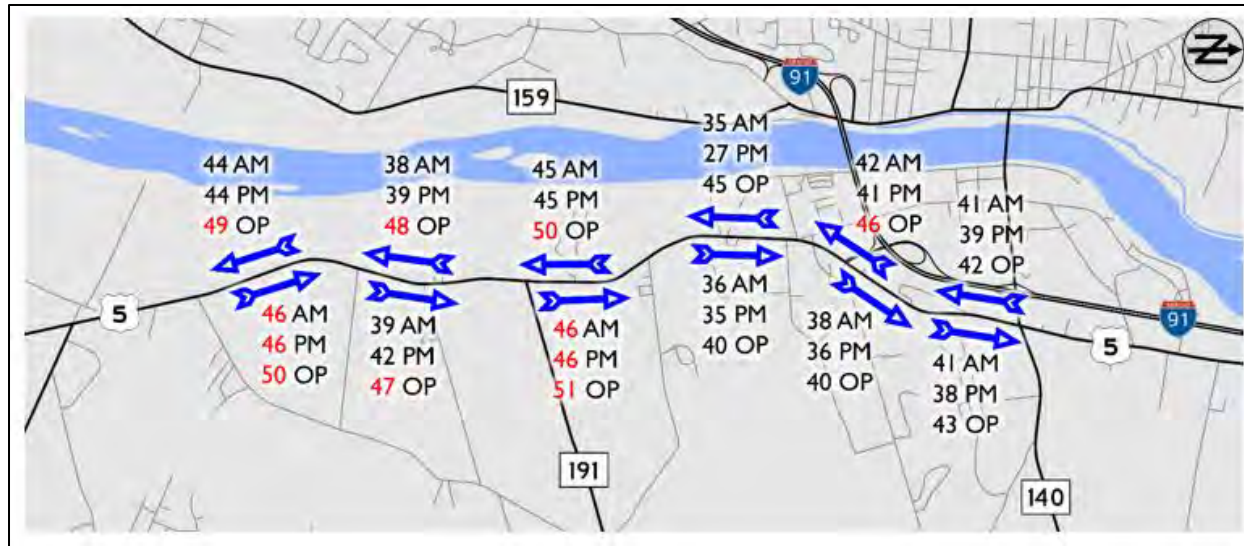 91
159
44 AM
44 PM
49 OP
38 AM
39 PM
48 OP
45 AM
45 PM
50 OP
35 AM
27 PM
45 OP
42 AM
41 PM
46 OP
41 AM
39 PM
42 OP
5
46 AM
46 PM
50 OP
39 AM
42 PM
47 OP
46 AM
46 PM
51 OP
36 AM
35 PM
40 OP
38 AM
36 PM
40 OP
41 AM
38 PM
43 OP
91
5
191
140